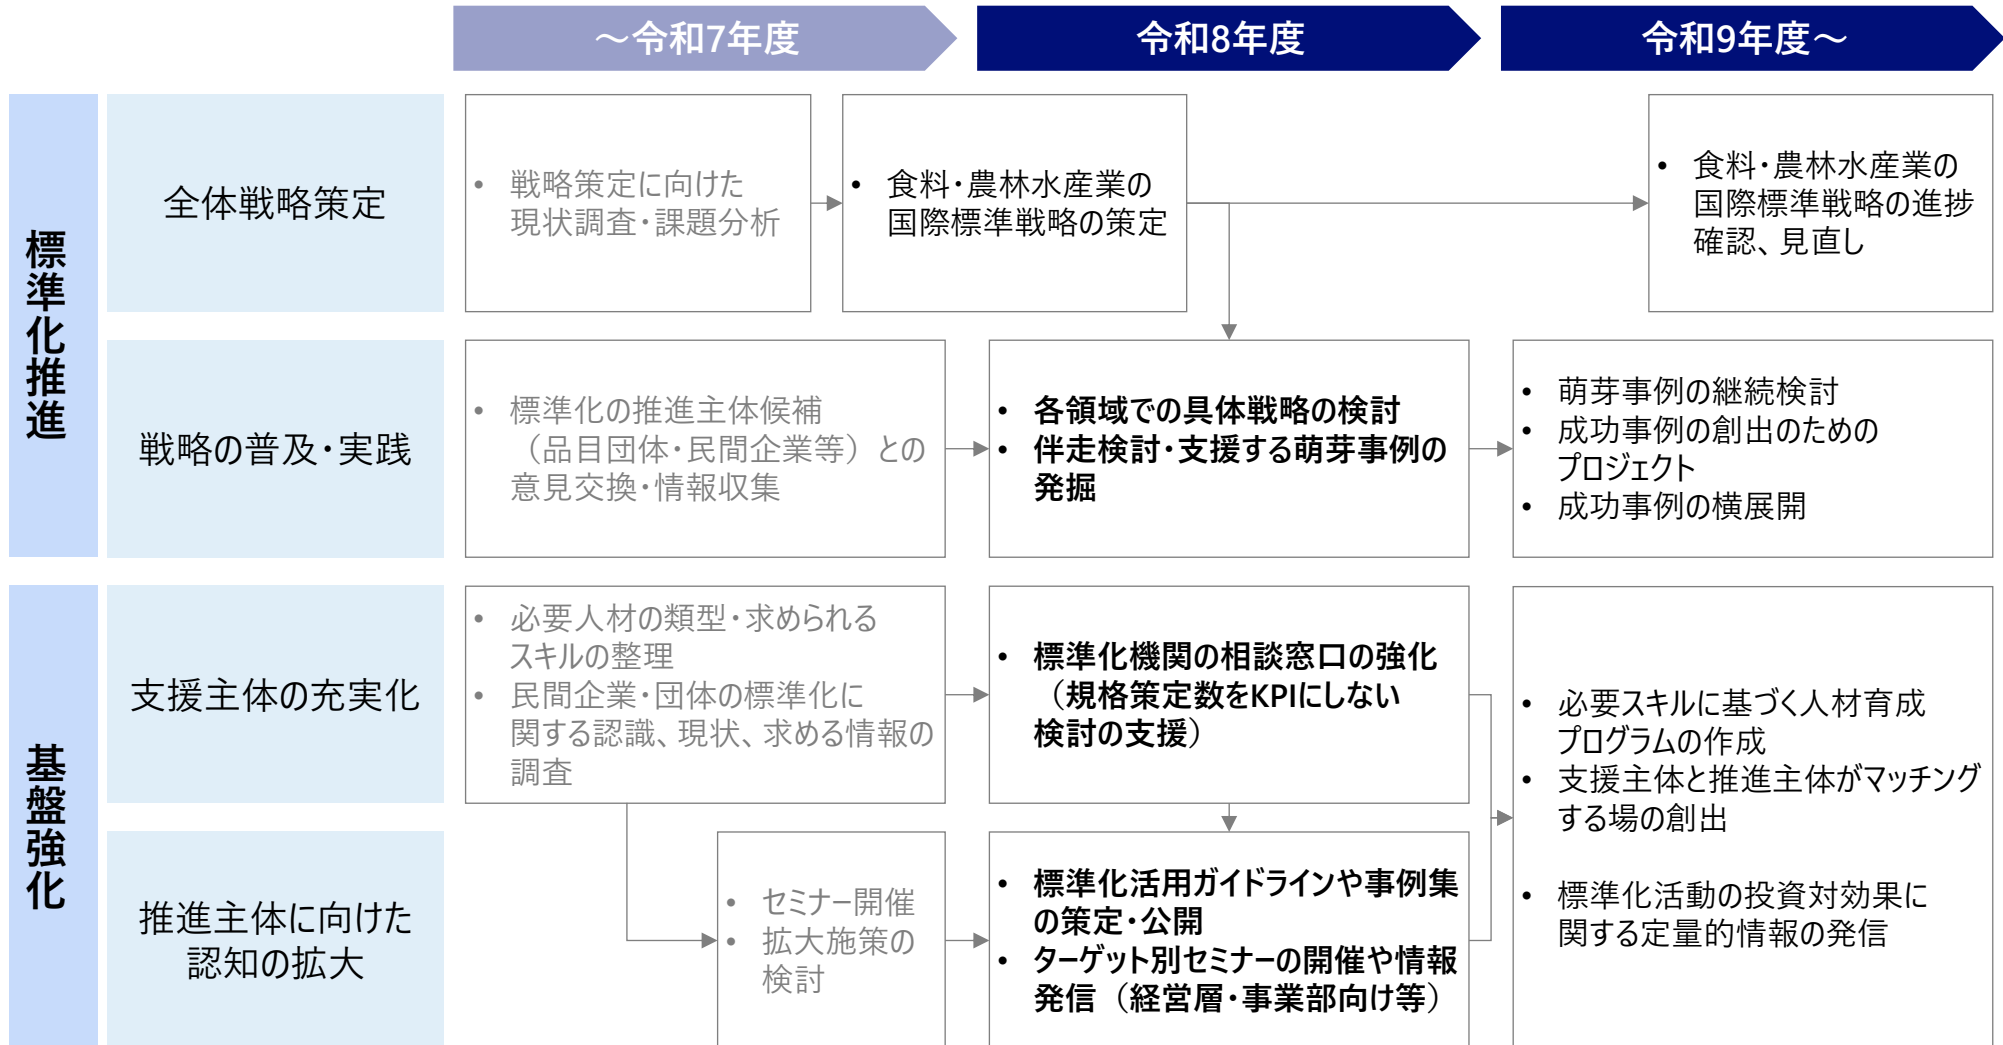 ～令和7年度
令和8年度
令和9年度～
標準化推進
全体戦略策定
• 戦略策定に向けた
現状調査・課題分析
• 食料・農林水産業の
国際標準戦略の策定
• 食料・農林水産業の
国際標準戦略の進捗
確認、見直し
戦略の普及・実践
• 標準化の推進主体候補
（品目団体・民間企業等）との
意見交換・情報収集
• 各領域での具体戦略の検討
• 伴走検討・支援する萌芽事例の
発掘
• 萌芽事例の継続検討
• 成功事例の創出のための
プロジェクト
• 成功事例の横展開
基盤強化
支援主体の充実化
• 必要人材の類型・求められる
スキルの整理
• 民間企業・団体の標準化に
関する認識、現状、求める情報の
調査
• 標準化機関の相談窓口の強化
（規格策定数をKPIにしない
検討の支援）
• 必要スキルに基づく人材育成
プログラムの作成
• 支援主体と推進主体がマッチング
する場の創出
• 標準化活動の投資対効果に
関する定量的情報の発信
推進主体に向けた
認知の拡大
• セミナー開催
• 拡大施策の
検討
• 標準化活用ガイドラインや事例集
の策定・公開
• ターゲット別セミナーの開催や情報
発信（経営層・事業部向け等）